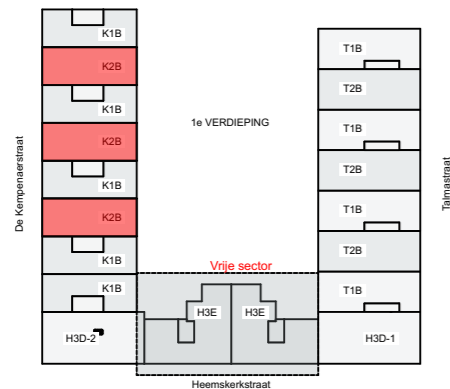 K1B
K2B
K1B
K2B
K1B
K2B
K1B
K1B
H3D-2
De Kempenaerstraat
1e VERDIEPING
Vrije sector
H3E
H3E
Heemskerkstraat
T1B
T2B
T1B
T2B
T1B
T2B
T1B
H3D-1
Talmastraat